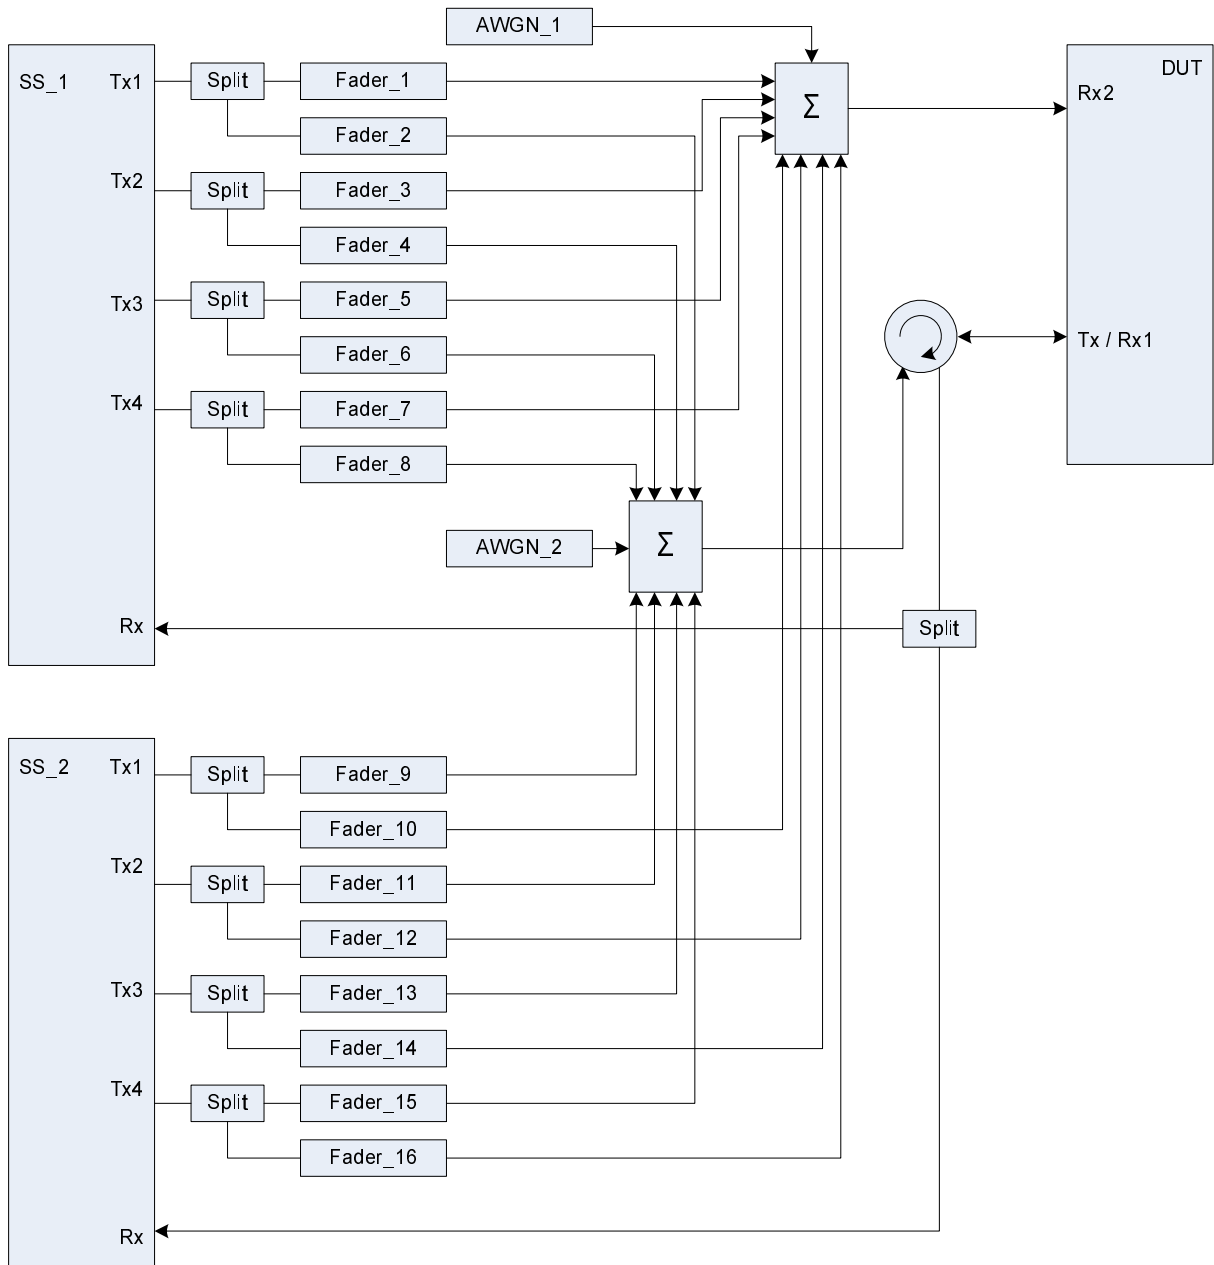 AWGN_1
SS_1
Tx1
Split
Fader_1
Σ
DUT
Rx2
Fader_2
Tx2
Split
Fader_3
Fader_4
Tx3
Split
Fader_5
Fader_6
Tx / Rx1
Tx4
Split
Fader_7
Fader_8
AWGN_2
Σ
Rx
Split
SS_2
Tx1
Split
Fader_9
Fader_10
Tx2
Split
Fader_11
Fader_12
Tx3
Split
Fader_13
Fader_14
Tx4
Split
Fader_15
Fader_16
Rx